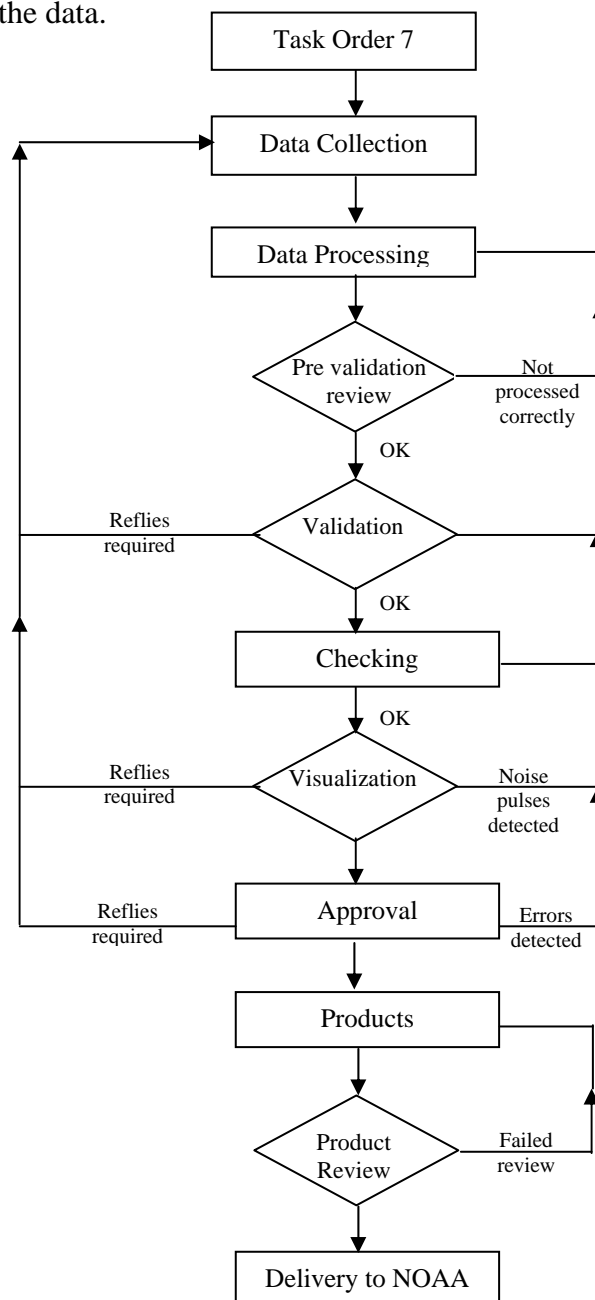 the data.
Task Order 7
Data Collection
Data Processing
Pre validation
review
Not
processed
correctly
OK
Reflies
required
Validation
OK
Checking
OK
Reflies
required
Visualization
Noise
pulses
detected
Reflies
required
Approval
Errors
detected
Products
Product
Review
Failed
review
Delivery to NOAA